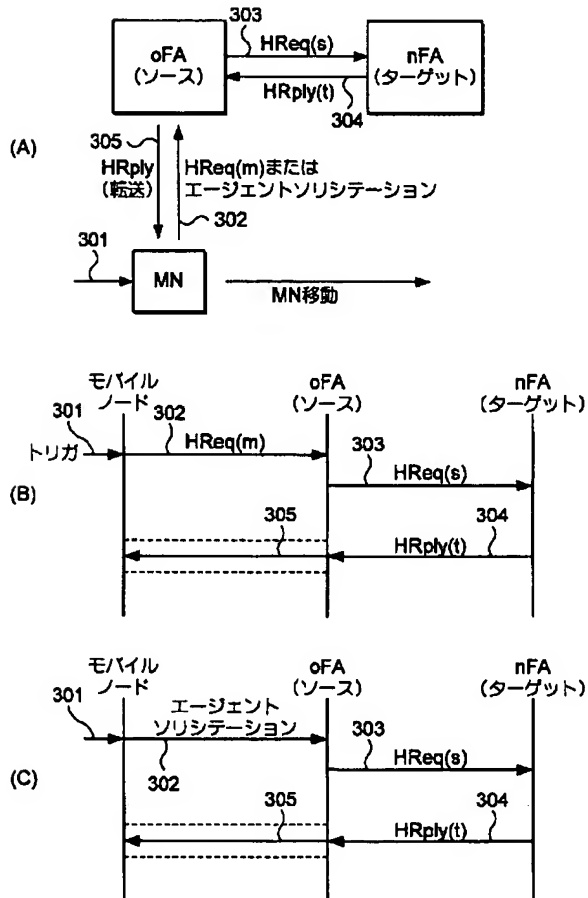 303
oFA
(ソース)
HReq(s)
nFA
(ターゲット)
HRply(t)
304
(A)
305
HRply
(転送)
HReq(m)または
エージェントソリシテーション
302
301
MN
MN移動
モバイル
ノード
oFA
(ソース)
nFA
(ターゲット)
301
302
トリガ
HReq(m)
303
HReq(s)
(B)
305
304
HRply(t)
モバイル
ノード
oFA
(ソース)
nFA
(ターゲット)
301
エージェント
ソリシテーション
302
303
HReq(s)
(C)
305
304
HRply(t)